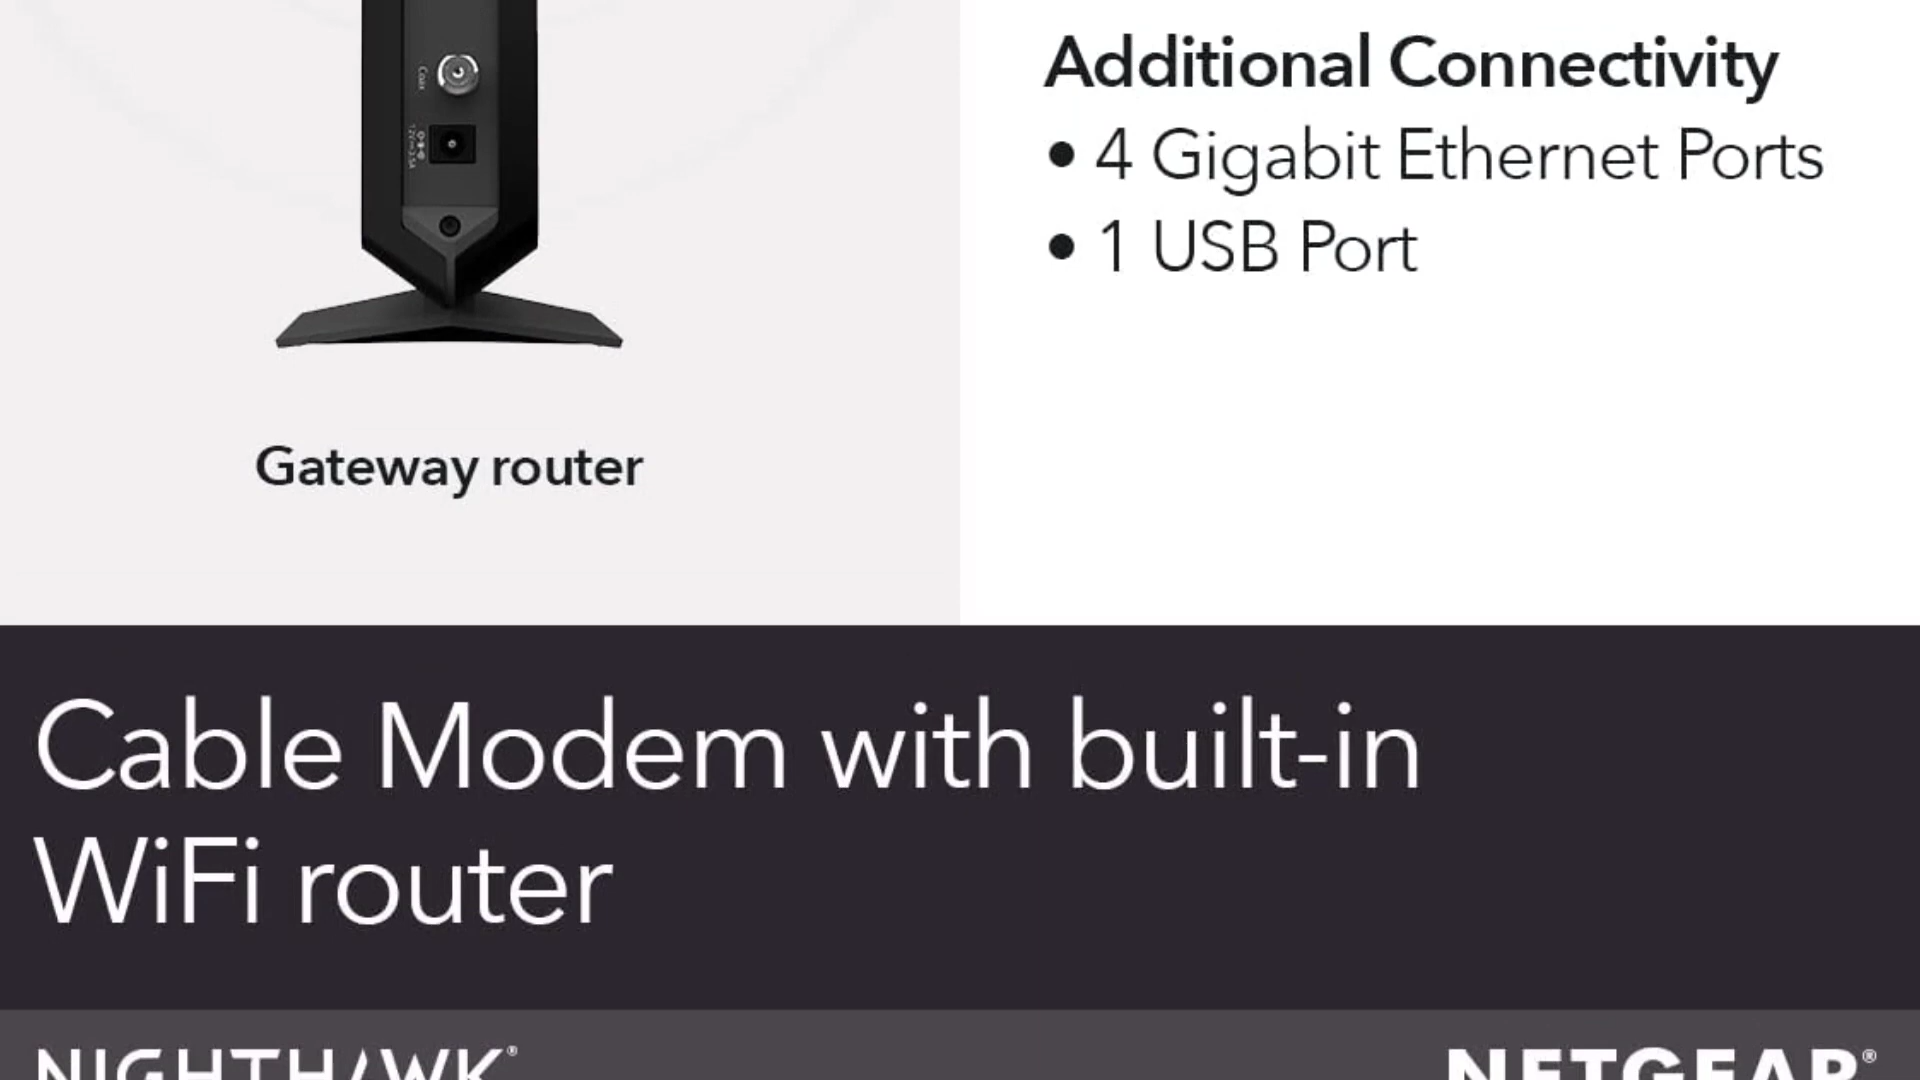 Additional Connectivity
• 4 Gigabit Ethernet Ports
• 1 USB Port
Coax
Gateway router
Cable Modem with built-in
WiFi router
NIGHTHAWK®
NETGEAR®